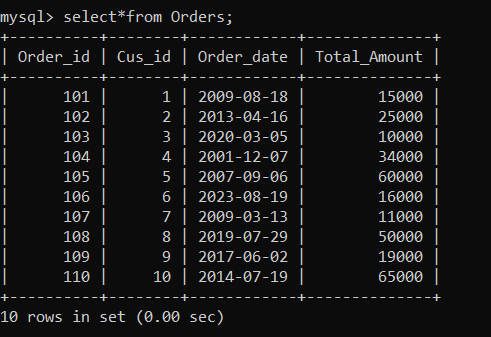 mysql> select*from Orders;
+----------+--------+------------+--------------+
| Order_id | Cus_id | Order_date | Total_Amount |
+----------+--------+------------+--------------+
|      101 |      1 | 2009-08-18 |        15000 |
|      102 |      2 | 2013-04-16 |        25000 |
|      103 |      3 | 2020-03-05 |        10000 |
|      104 |      4 | 2001-12-07 |        34000 |
|      105 |      5 | 2007-09-06 |        60000 |
|      106 |      6 | 2023-08-19 |        16000 |
|      107 |      7 | 2009-03-13 |        11000 |
|      108 |      8 | 2019-07-29 |        50000 |
|      109 |      9 | 2017-06-02 |        19000 |
|      110 |     10 | 2014-07-19 |        65000 |
+----------+--------+------------+--------------+
10 rows in set (0.00 sec)